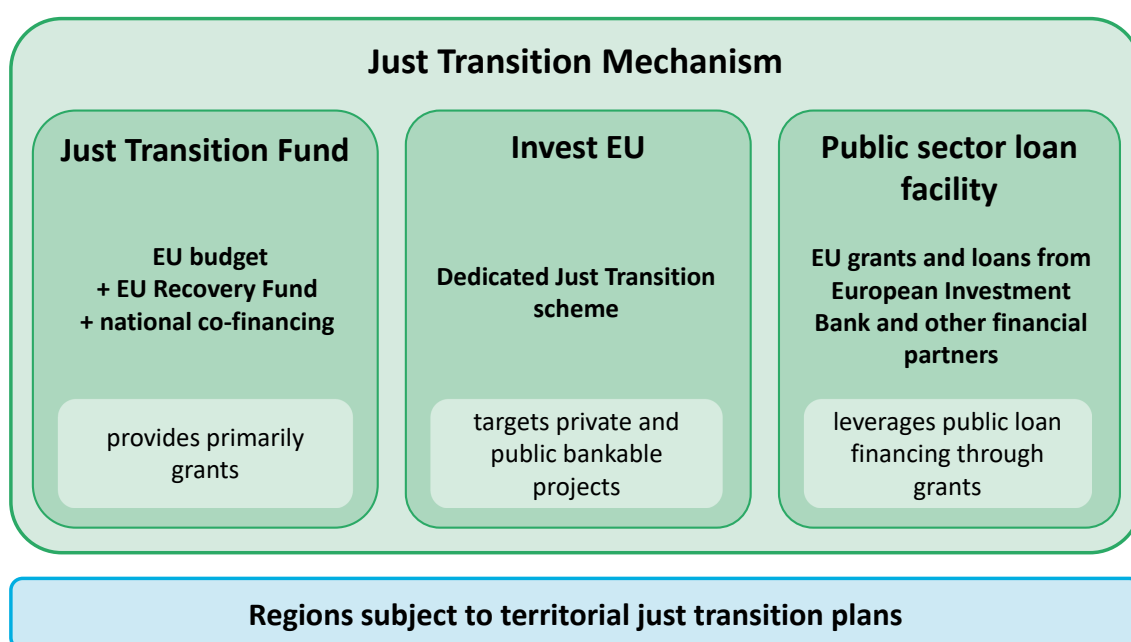 Just Transition Mechanism
Just Transition Fund
EU budget
+ EU Recovery Fund
+ national co-financing
provides primarily
grants
Invest EU
Dedicated Just Transition
scheme
targets private and
public bankable
projects
Public sector loan
facility
EU grants and loans from
European Investment
Bank and other financial
partners
leverages public loan
financing through
grants
Regions subject to territorial just transition plans